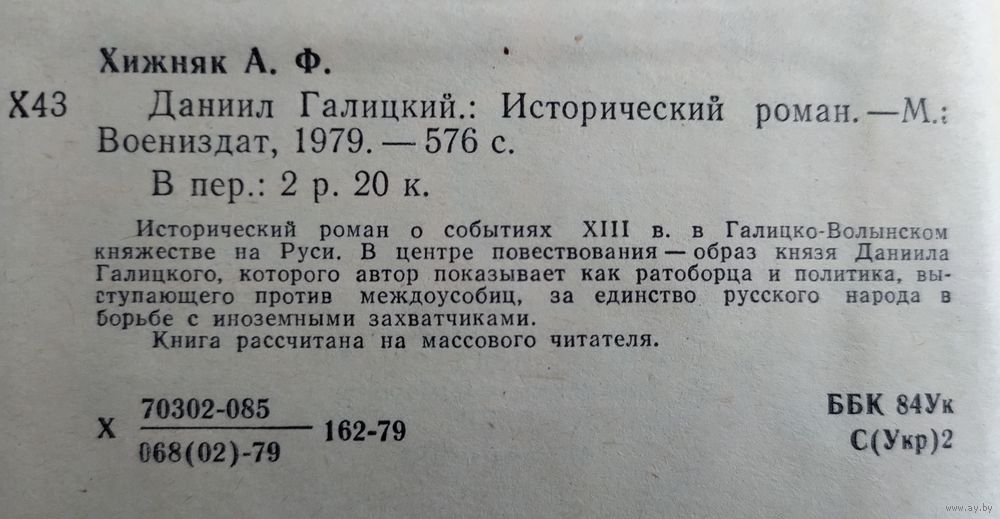 Хижняк А. Ф.
Х43 Даниил Галицкий.: Исторический роман.—М.:
Воениздат, 1979.—576 с.
В пер.: 2 р. 20 к.
Исторический роман о событиях XIII в. в Галицко-Волынском
княжестве на Руси. В центре повествования—образ князя Даниила
Галицкого, которого автор показывает как ратоборца и политика, вы-
ступающего против междоусобиц, за единство русского народа в
борьбе с иноземными захватчиками.
Книга рассчитана на массового читателя.
Х 70302-085
068(02)-79 162-79
ББК 84Ук
С(Укр)2
www.ay.by